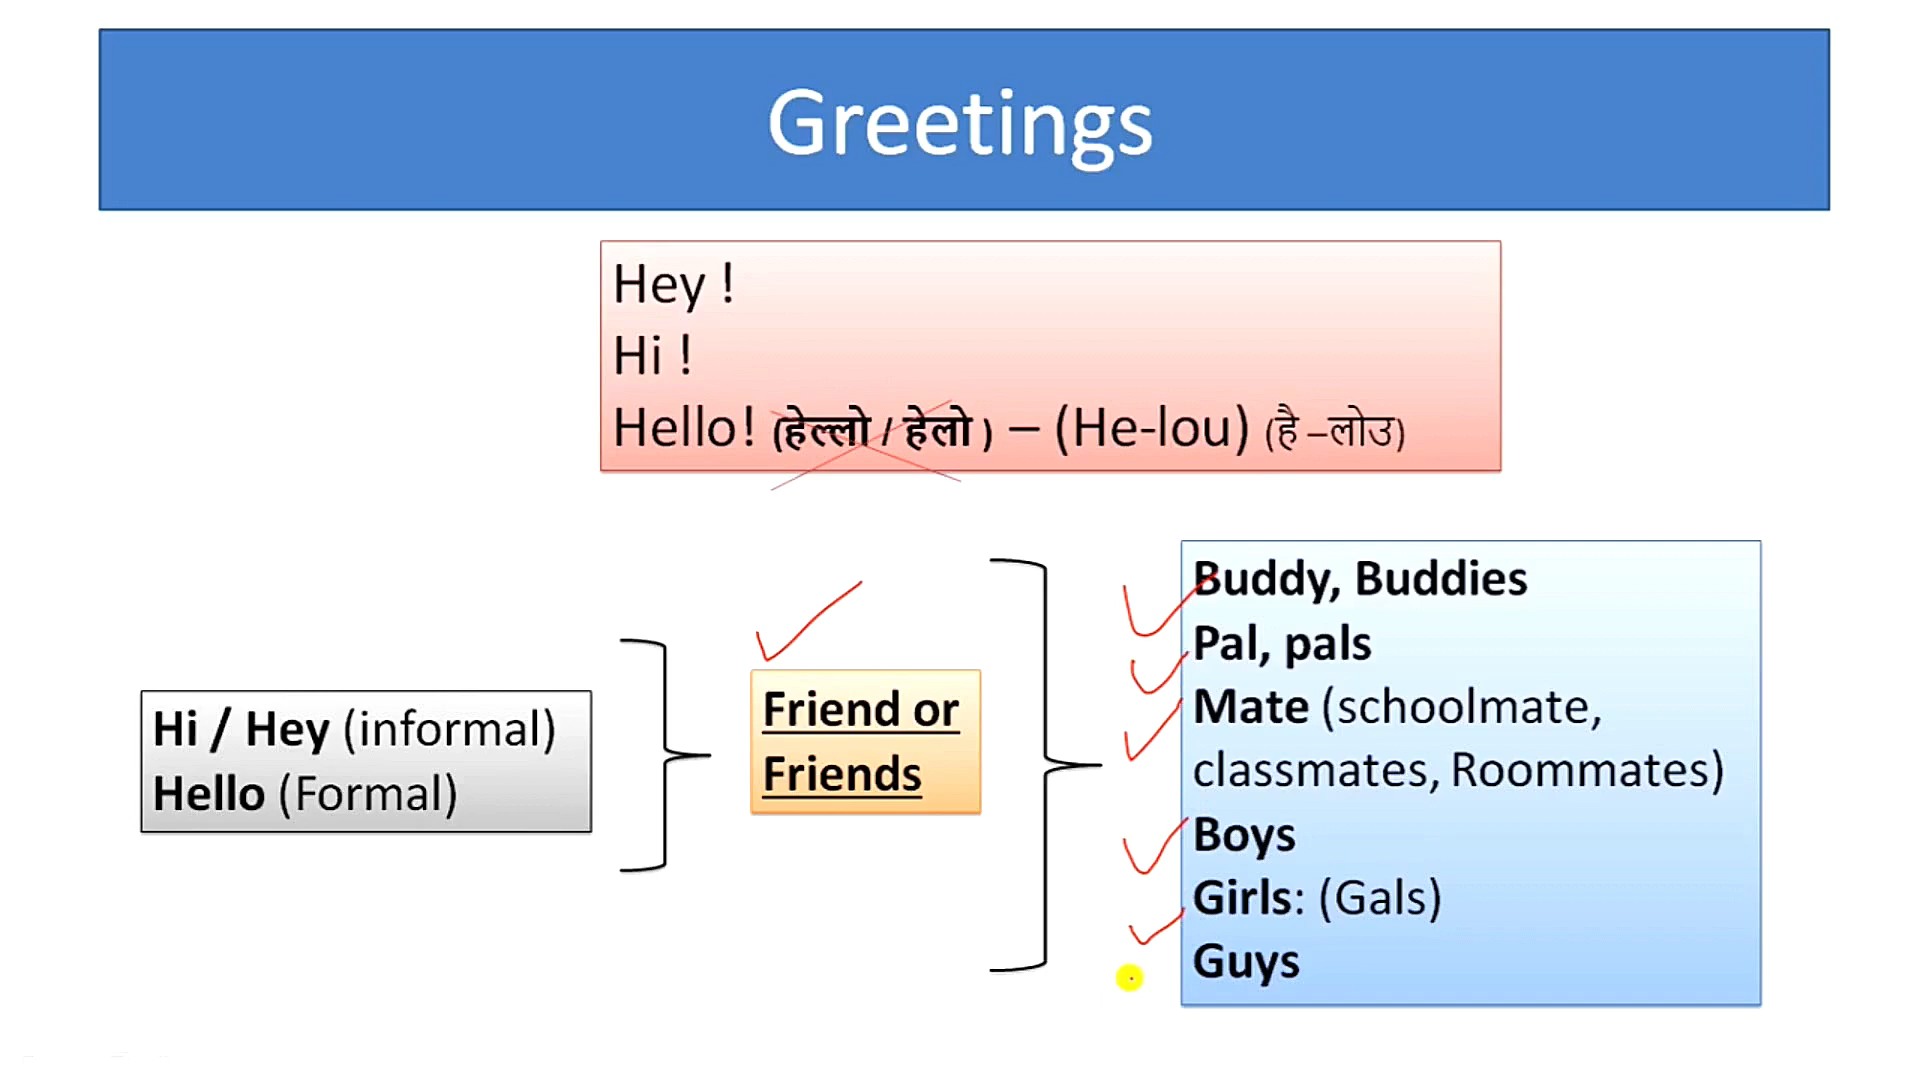 Greetings
Hey !
Hi !
Hello! (हेल्लो / हेलो ) – (He-lou) (है –लोउ)
Hi / Hey (informal)
Hello (Formal)
Friend or
Friends
Buddy, Buddies
Pal, pals
Mate (schoolmate,
classmates, Roommates)
Boys
Girls: (Gals)
Guys